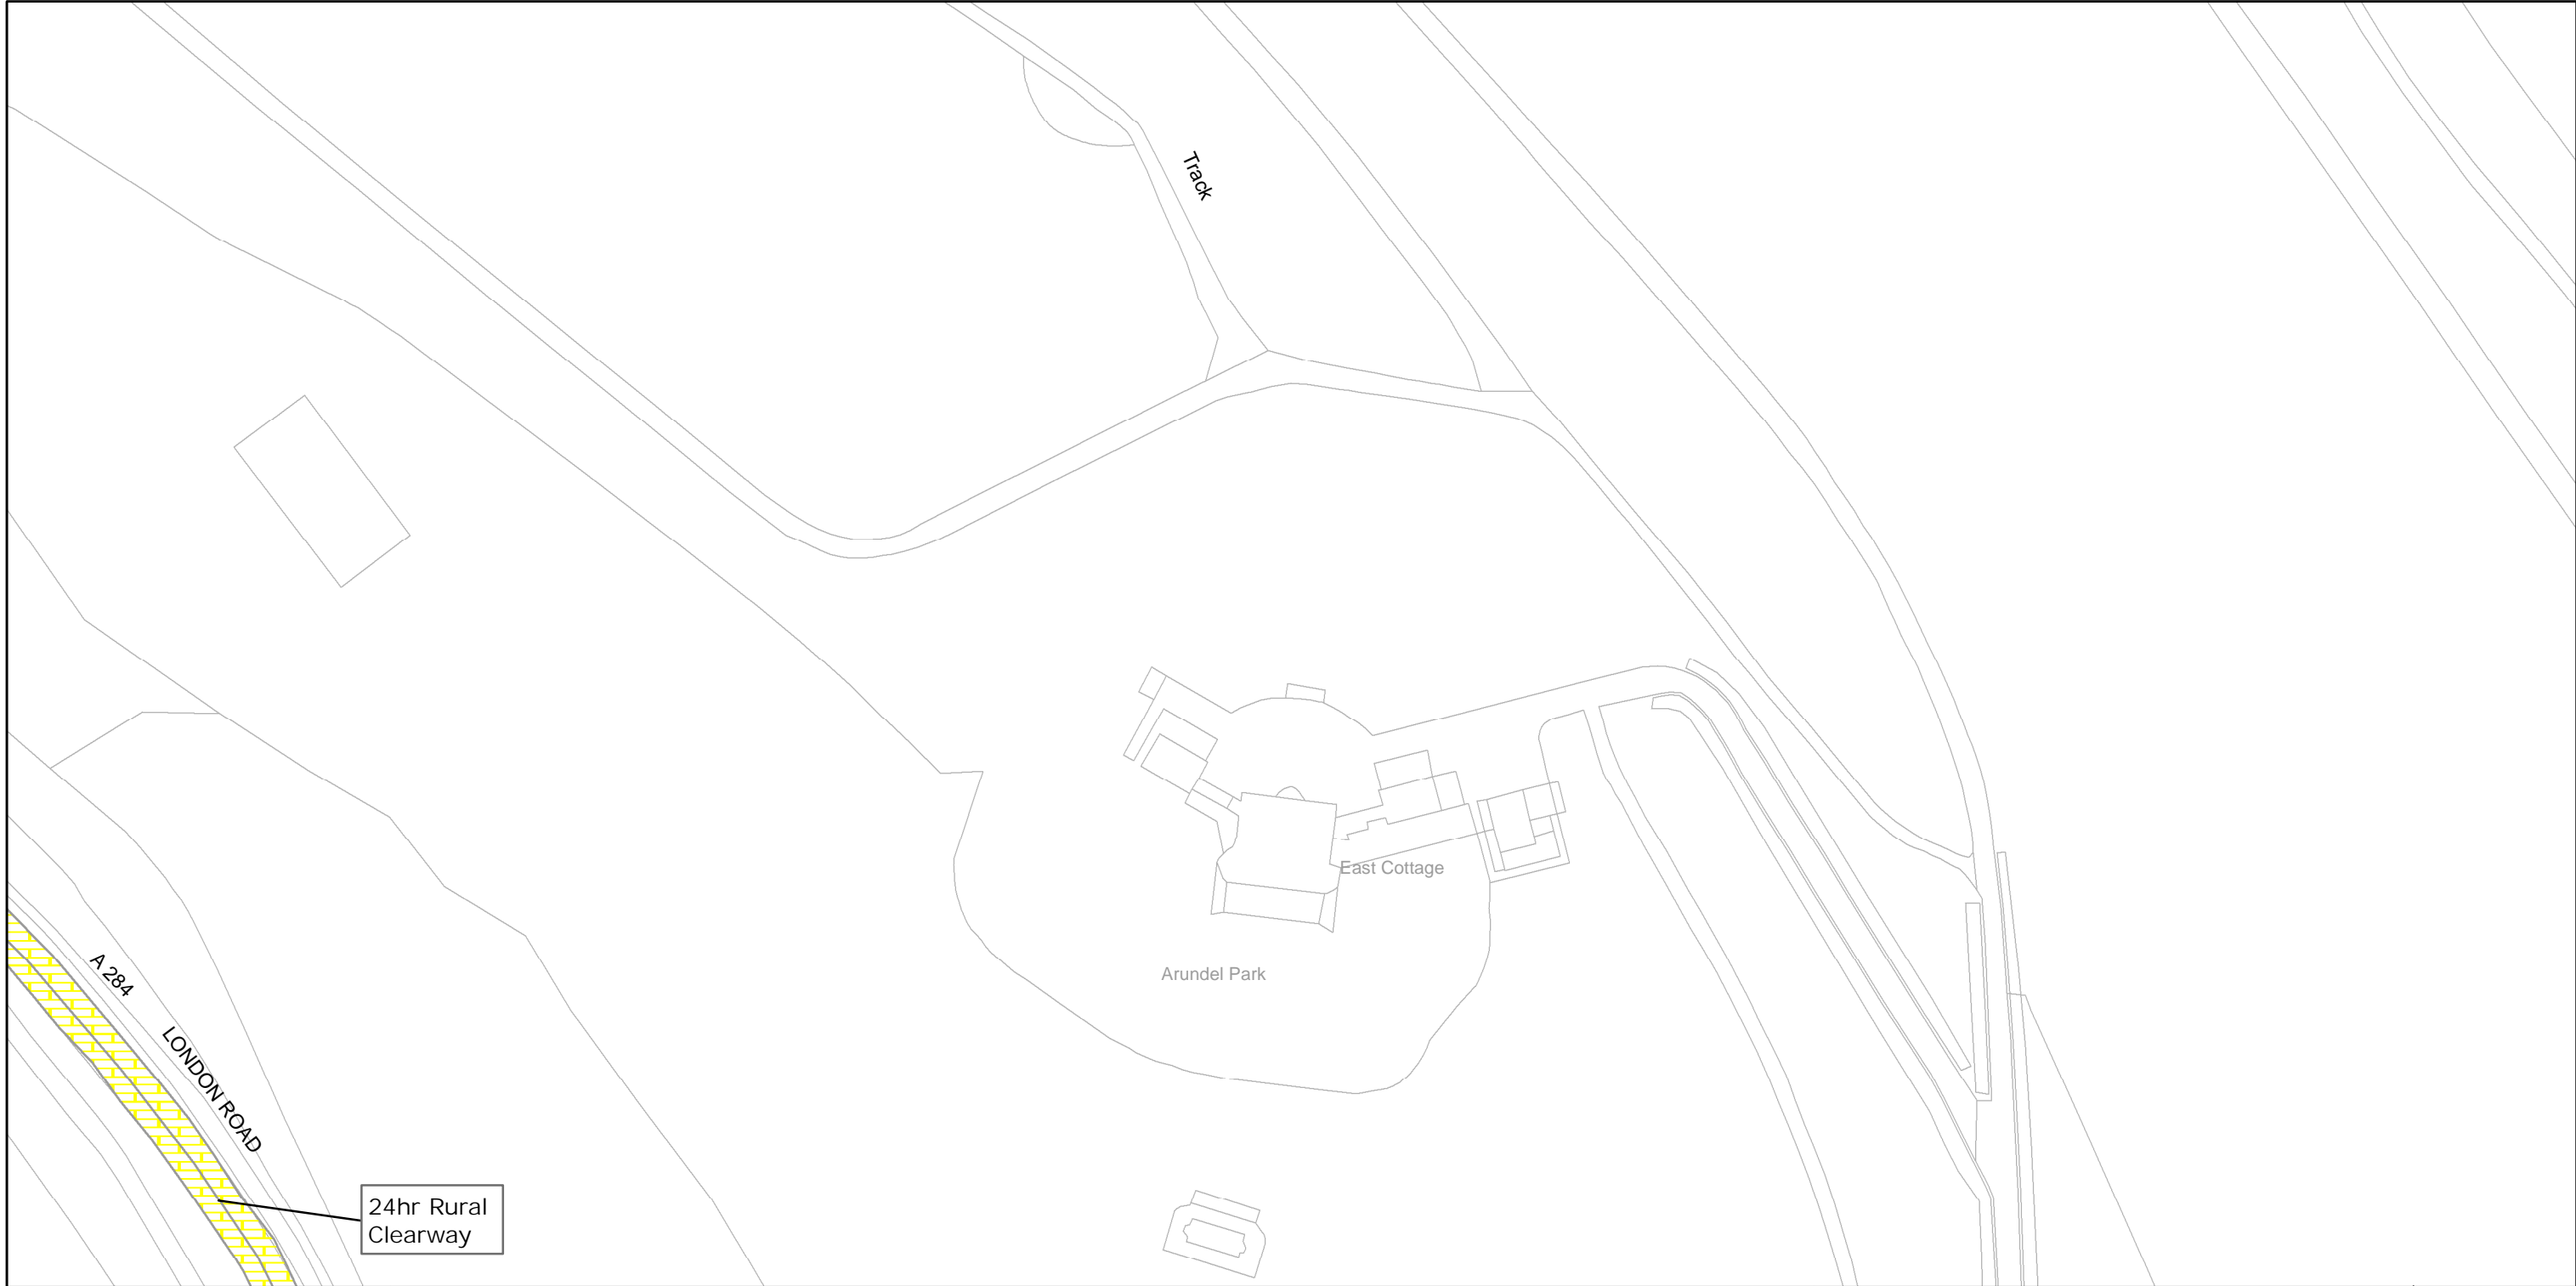 Track
East Cottage
Arundel Park
A 284
LONDON ROAD
24hr Rural
Clearway